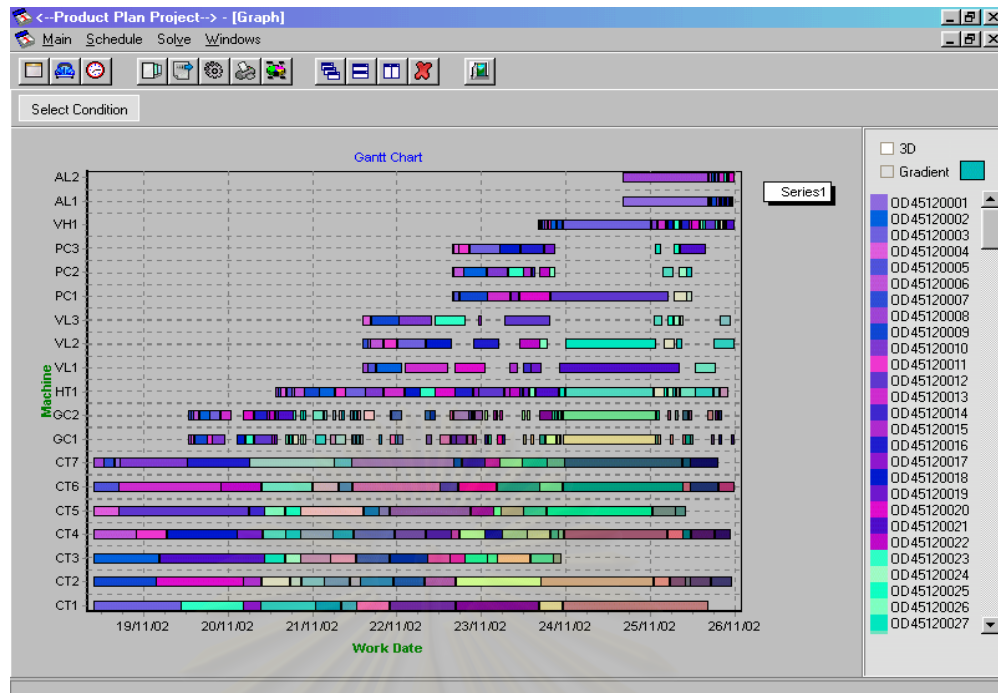 <--Product Plan Project--> - [Graph]
Main Schedule Solve Windows
Select Condition
Gantt Chart
Series1
Machine
AL2
AL1
VH1
PC3
PC2
PC1
VL3
VL2
VL1
HT1
GC2
GC1
CT7
CT6
CT5
CT4
CT3
CT2
CT1
19/11/02 20/11/02 21/11/02 22/11/02 23/11/02 24/11/02 25/11/02 26/11/02
Work Date
3D
Gradient
OD45120001
OD45120002
OD45120003
OD45120004
OD45120005
OD45120006
OD45120007
OD45120008
OD45120009
OD45120010
OD45120011
OD45120012
OD45120013
OD45120014
OD45120015
OD45120016
OD45120017
OD45120018
OD45120019
OD45120020
OD45120021
OD45120022
OD45120023
OD45120024
OD45120025
OD45120026
OD45120027